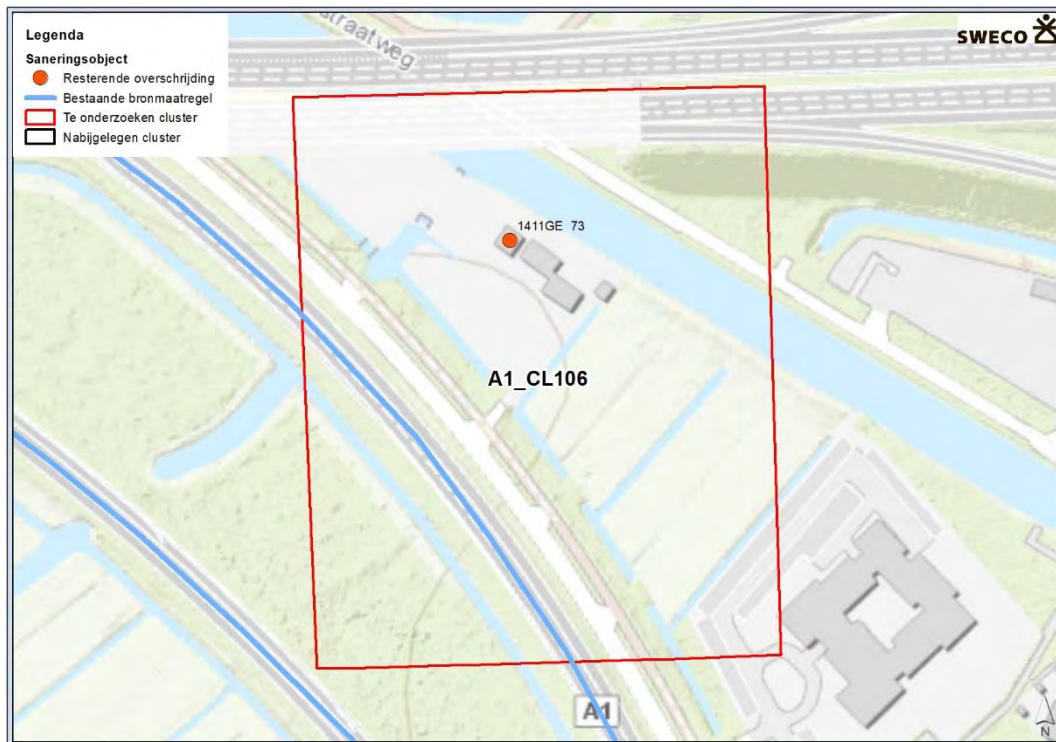 Legenda
Saneringsobject
Resterende overschrijding
Bestaande bronmaatregel
Te onderzoeken cluster
Nabijgelegen cluster
straatweg
SWECO
1411GE 73
A1_CL106
A1
N